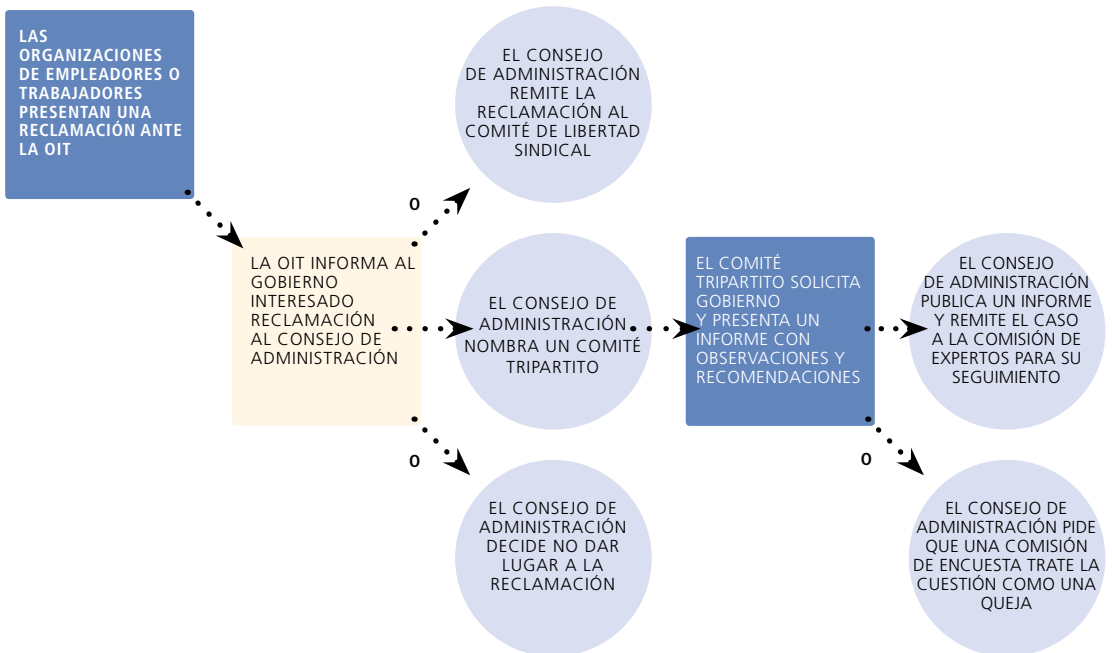 LAS
ORGANIZACIONES
DE EMPLEADORES O
TRABAJADORES
PRESENTAN UNA
RECLAMACIÓN ANTE
LA OIT
LA OIT INFORMA AL
GOBIERNO
INTERESADO
RECLAMACIÓN
AL CONSEJO DE
ADMINISTRACIÓN
O
EL CONSEJO
DE ADMINISTRACIÓN
REMITE LA
RECLAMACIÓN AL
COMITÉ DE LIBERTAD
SINDICAL
EL CONSEJO DE
ADMINISTRACIÓN
NOMBRA UN COMITÉ
TRIPARTITO
O
EL CONSEJO DE
ADMINISTRACIÓN
DECIDE NO DAR
LUGAR A LA
RECLAMACIÓN
EL COMITÉ
TRIPARTITO SOLICITA
GOBIERNO
Y PRESENTA UN
INFORME CON
OBSERVACIONES Y
RECOMENDACIONES
EL CONSEJO
DE ADMINISTRACIÓN
PUBLICA UN INFORME
Y REMITE EL CASO
A LA COMISIÓN DE
EXPERTOS PARA SU
SEGUIMIENTO
O
EL CONSEJO DE
ADMINISTRACIÓN PIDE
QUE UNA COMISIÓN
DE ENCUESTA TRATE LA
CUESTIÓN COMO UNA
QUEJA